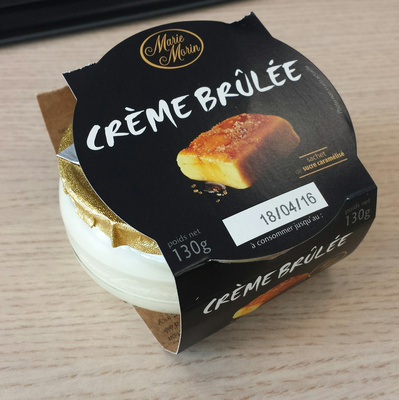 Marie
Morin
CRÈME BRÛLÉE
sachet
sucre caramélisé
18/04/16
à consommer jusqu'au :
poids net
130g
poids net
130g
CRÈME BRÛLÉE